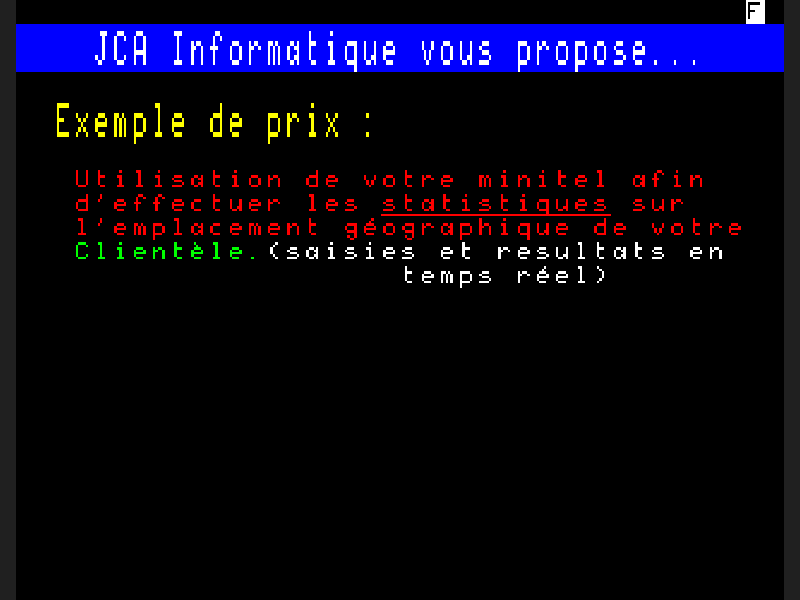 F
JCA Informatique vous propose...
Exemple de prix :
Utilisation de votre minitel afin
d'effectuer les statistiques sur
l'emplacement géographique de votre
Clientèle.(saisies et resultats en
temps réel)